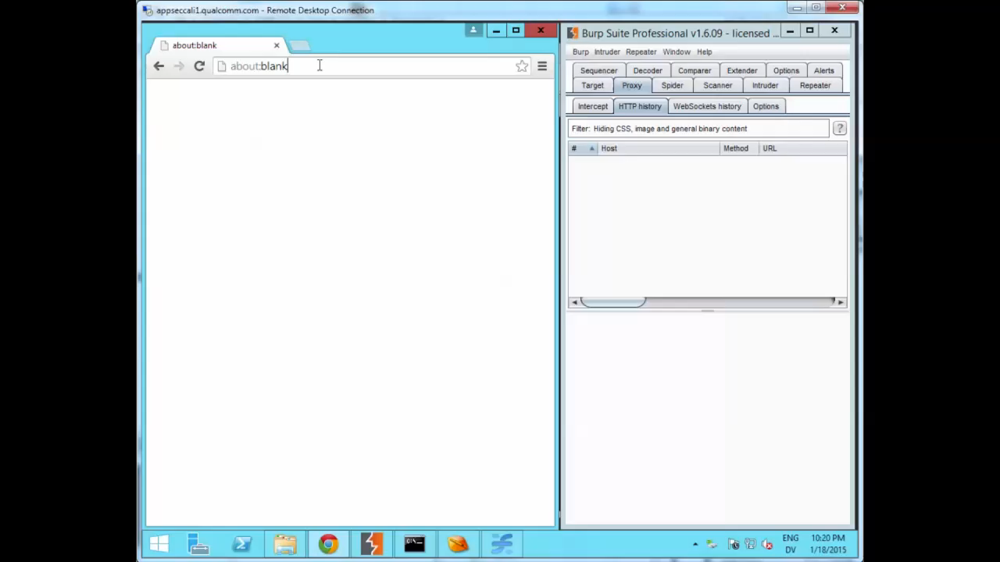 appseccali1.qualcomm.com - Remote Desktop Connection
about:blank
about:blank
Burp Suite Professional v1.6.09 - licensed ...
Burp Intruder Repeater Window Help
Sequencer Decoder Comparer Extender Options Alerts
Target Proxy Spider Scanner Intruder Repeater
Intercept HTTP history WebSockets history Options
Filter: Hiding CSS, image and general binary content ?
# Host Method URL
C:\_
ENG 10:20 PM
DV 1/18/2015